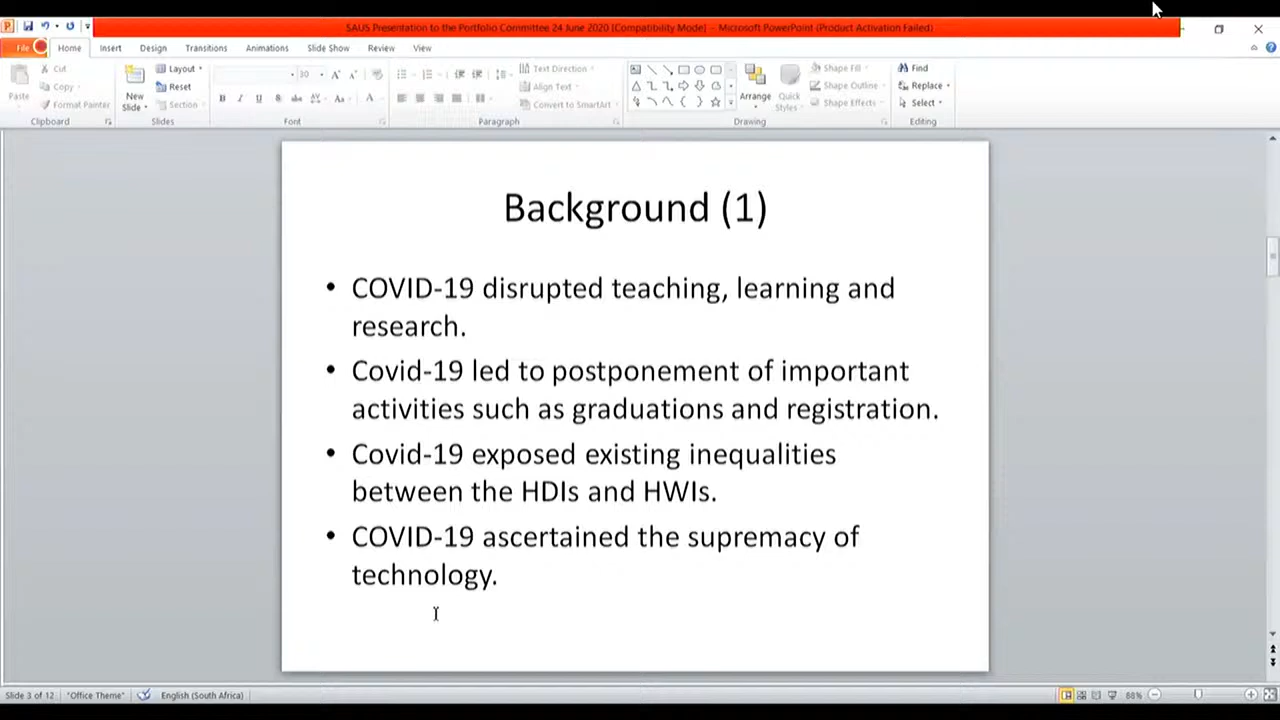 SAUS Presentation to the Portfolio Committee 24 June 2020 [Compatibility Mode] - Microsoft PowerPoint (Product Activation Failed)
File Home Insert Design Transitions Animations Slide Show Review View
Cut
Copy
Format Painter
Paste
Clipboard
New
Slide
Layout
Reset
Section
Slides
30
B I U S abc AV Aa A
Font
Text Direction
Align Text
Convert to SmartArt
Paragraph
Arrange
Quick
Styles
Shape Fill
Shape Outline
Shape Effects
Drawing
Find
Replace
Select
Editing
Background (1)
• COVID-19 disrupted teaching, learning and
research.
• Covid-19 led to postponement of important
activities such as graduations and registration.
• Covid-19 exposed existing inequalities
between the HDIs and HWIs.
• COVID-19 ascertained the supremacy of
technology.
Slide 3 of 12 "Office Theme" English (South Africa) 88%